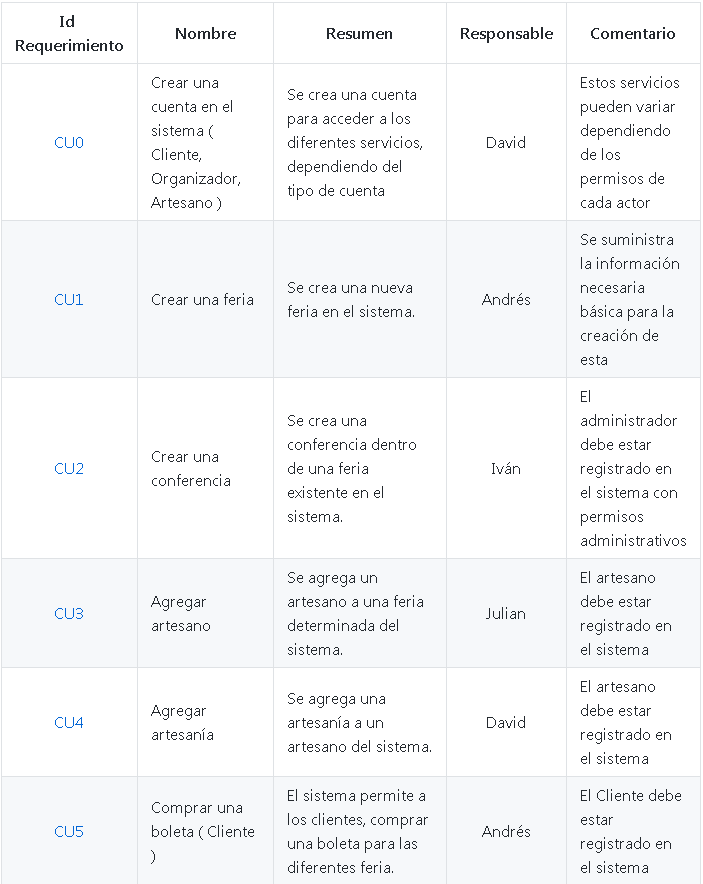 Id
Requerimiento
Nombre
Resumen
Responsable
Comentario
CU0
Crear una
cuenta en el
sistema (
Cliente,
Organizador,
Artesano )
Se crea una cuenta
para acceder a los
diferentes servicios,
dependiendo del
tipo de cuenta
David
Estos servicios
pueden variar
dependiendo
de los
permisos de
cada actor
CU1
Crear una feria
Se crea una nueva
feria en el sistema.
Andrés
Se suministra
la información
necesaria
básica para la
creación de
esta
CU2
Crear una
conferencia
Se crea una
conferencia dentro
de una feria
existente en el
sistema.
Iván
El
administrador
debe estar
registrado en
el sistema con
permisos
administrativos
CU3
Agregar
artesano
Se agrega un
artesano a una feria
determinada del
sistema.
Julian
El artesano
debe estar
registrado en
el sistema
CU4
Agregar
artesanía
Se agrega una
artesanía a un
artesano del sistema.
David
El artesano
debe estar
registrado en
el sistema
CU5
Comprar una
boleta ( Cliente
)
El sistema permite a
los clientes, comprar
una boleta para las
diferentes feria.
Andrés
El Cliente debe
estar
registrado en
el sistema